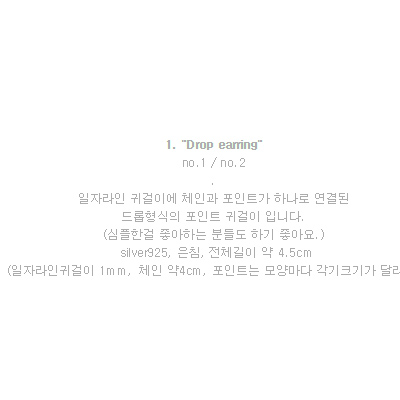 1. "Drop earring"
no.1 / no.2
.
일자라인 귀걸이에 체인과 포인트가 하나로 연결된
드롭형식의 포인트 귀걸이 입니다.
(심플한걸 좋아하는 분들도 하기 좋아요.)
silver925, 은침, 전체길이 약 4.5cm
(일자라인귀걸이 1mm, 체인 약4cm, 포인트는 모양마다 각기크기가 달라